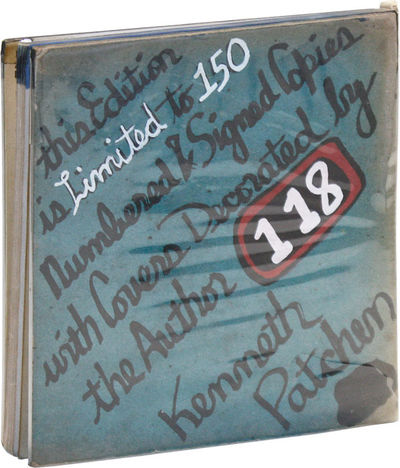 this Edition
is Limited to 150
Numbered & Signed Copies
with Covers Decorated by
the Author 118
Kenneth
Patchen